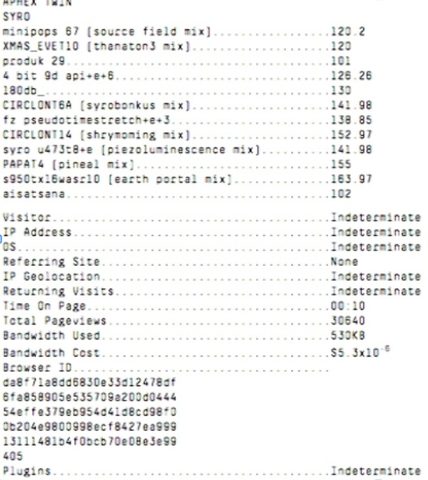 APHEX TWIN
SYRO
minipops 67 [source field mix]....................120.2
XMAS_EVET10 [thanaton3 mix].......................120
produk 29.........................................101
4 bit 9d api+e+6..................................126.26
180db_............................................130
CIRCLONT6A [syrobonkus mix].......................141.98
fz pseudotimestretch+e+3..........................138.85
CIRCLONT14 [shrymoming mix].......................152.97
syro u473t8+e [piezoluminescence mix].............141.98
PAPAT4 [pineal mix]...............................155
s950tx16wasr10 [earth portal mix].................163.97
aisatsana.........................................102
Visitor...........................................Indeterminate
IP Address........................................Indeterminate
OS................................................Indeterminate
Referring Site....................................None
IP Geolocation....................................Indeterminate
Returning Visits..................................Indeterminate
Time On Page......................................00:10
Total Pageviews...................................30640
Bandwidth Used....................................530KB
Bandwidth Cost....................................$5.3x10⁻⁶
Browser ID........................................
da8f71a8dd6830e33d12478df
6fa858905e535709a200d0444
54effe379eb954d41d8cd98f0
0b204e9800998ecf8427ea999
13111481b4f0bcb70e08e3e99
405
Plugins...........................................Indeterminate